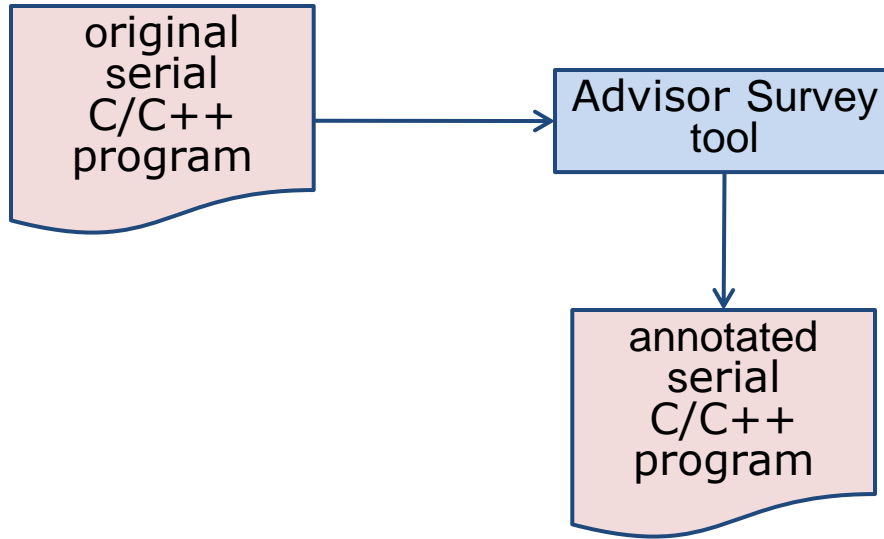 original
serial
C/C++
program
Advisor Survey
tool
annotated
serial
C/C++
program